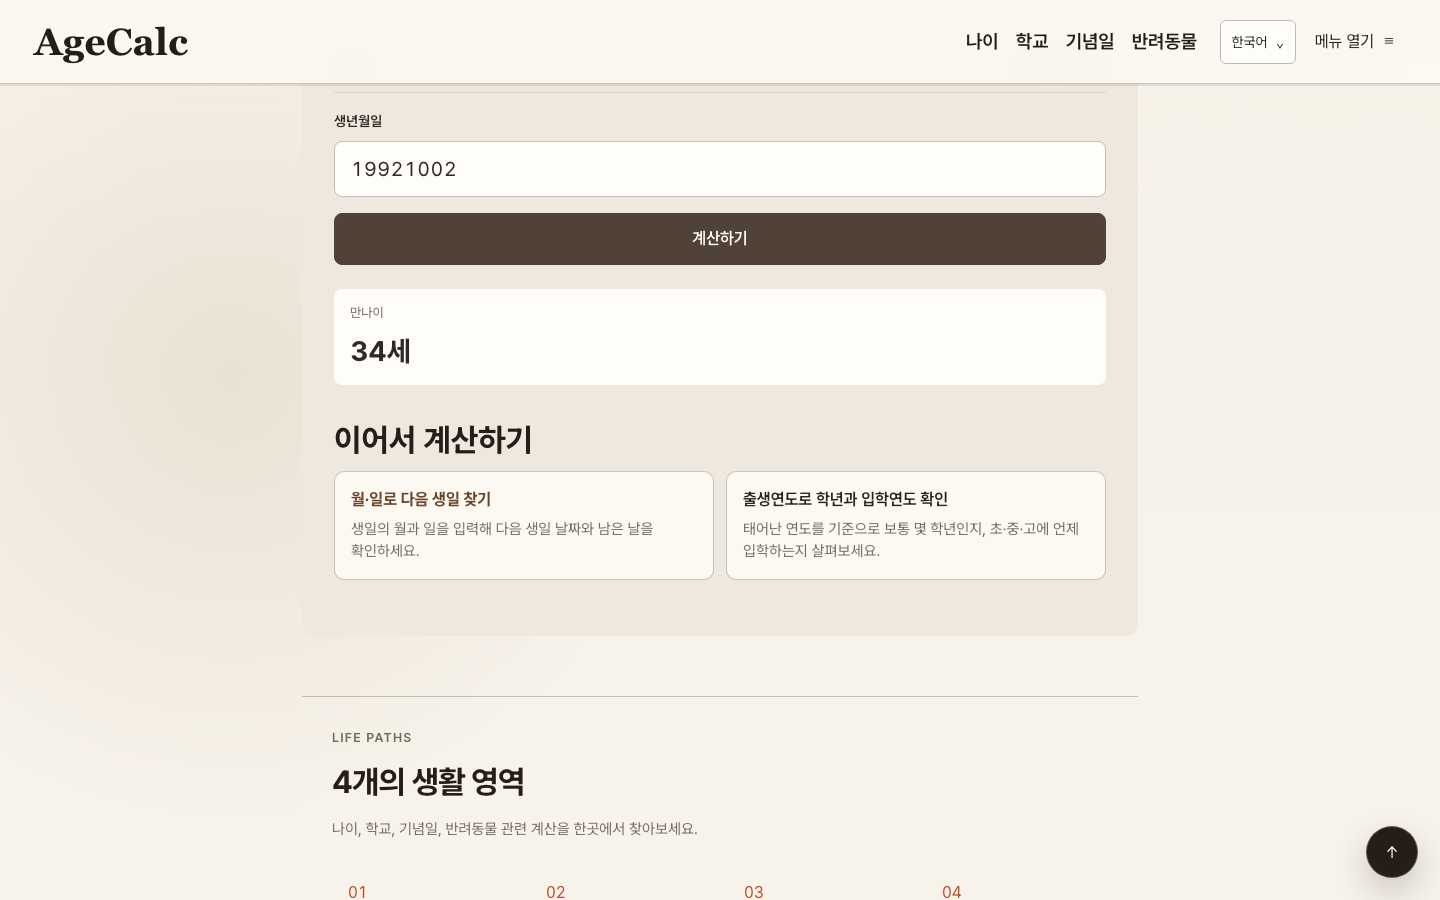 AgeCalc
나이 학교 기념일 반려동물 한국어 메뉴 열기
생년월일
19921002
계산하기
만나이
34세
이어서 계산하기
월·일로 다음 생일 찾기
생일의 월과 일을 입력해 다음 생일 날짜와 남은 날을
확인하세요.
출생연도로 학년과 입학연도 확인
태어난 연도를 기준으로 보통 몇 학년인지, 초·중·고에 언제
입학하는지 살펴보세요.
LIFE PATHS
4개의 생활 영역
나이, 학교, 기념일, 반려동물 관련 계산을 한곳에서 찾아보세요.
01 02 03 04